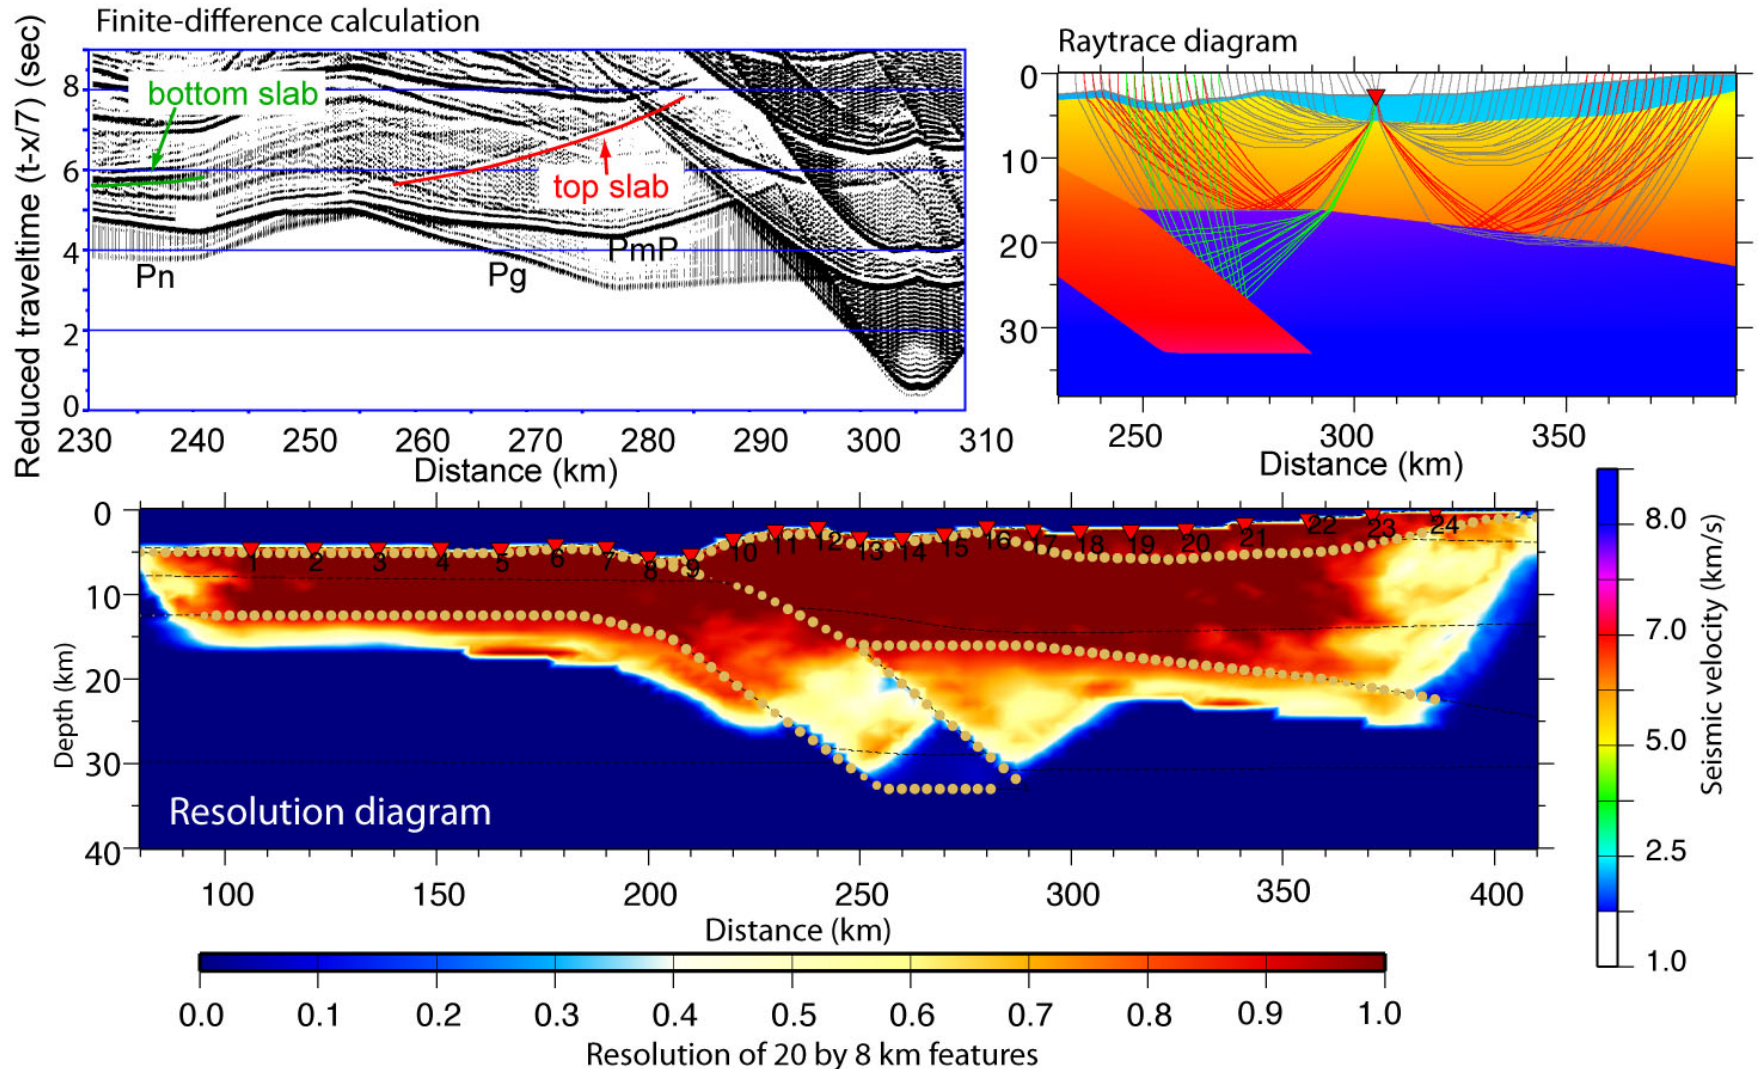 Finite-difference calculation
Reduced traveltime (t-x/7) (sec)
8
6
4
2
0
bottom slab
top slab
Pn
Pg
PmP
230 240 250 260 270 280 290 300 310
Distance (km)
Raytrace diagram
0
10
20
30
250 300 350
Distance (km)
Depth (km)
0
10
20
30
40
1 2 3 4 5 6 7 8 9 10 11 12 13 14 15 16 17 18 19 20 21 22 23 24
Resolution diagram
100 150 200 250 300 350 400
Distance (km)
Seismic velocity (km/s)
8.0
7.0
5.0
2.5
1.0
0.0 0.1 0.2 0.3 0.4 0.5 0.6 0.7 0.8 0.9 1.0
Resolution of 20 by 8 km features